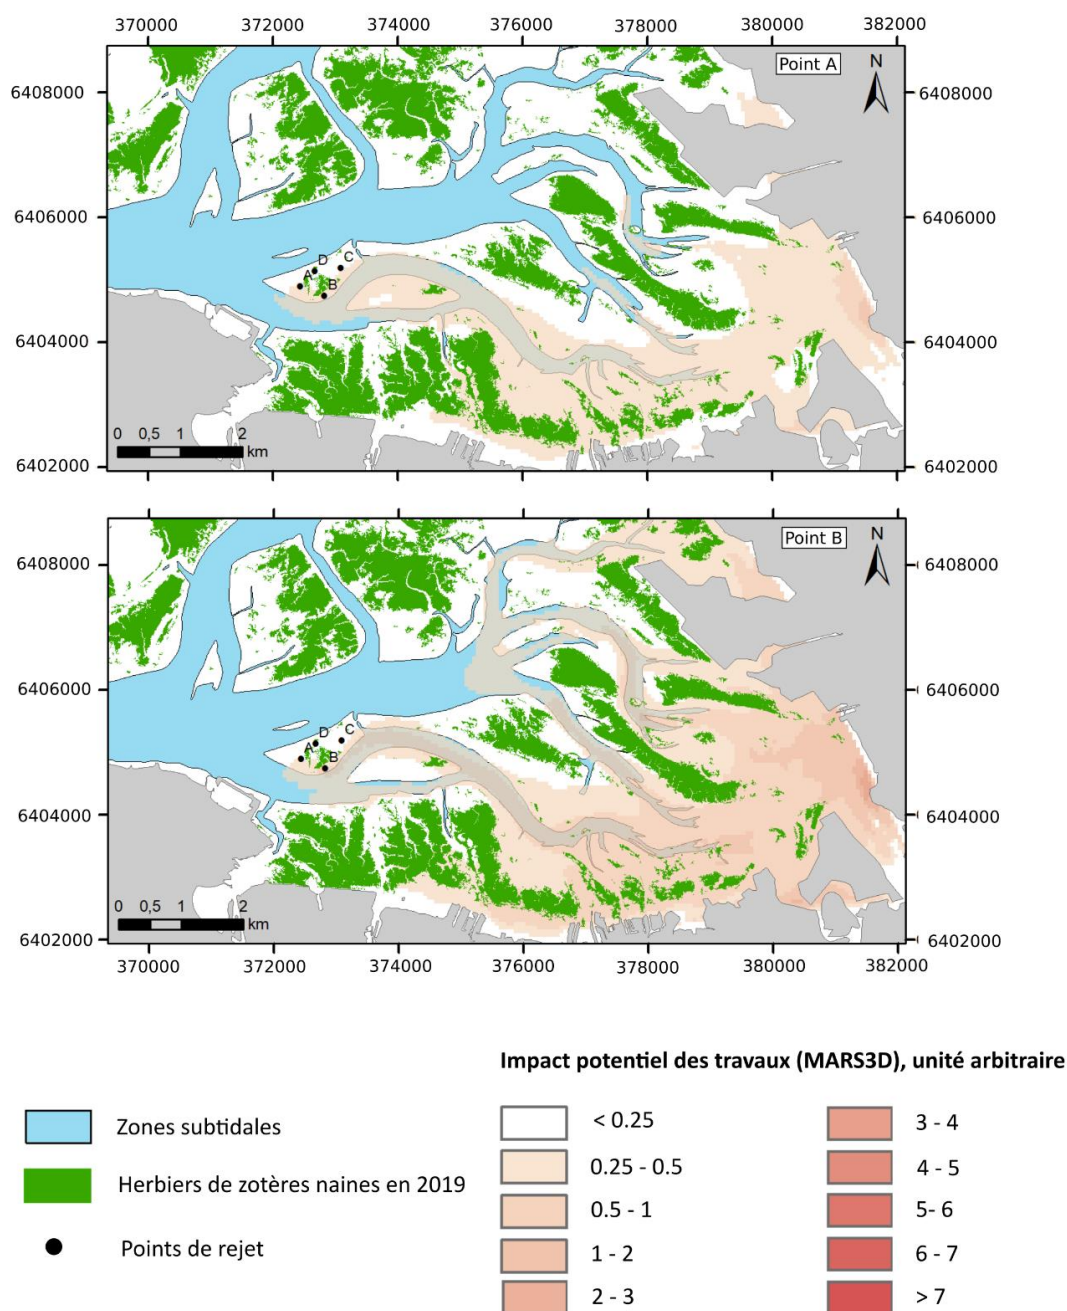 370000 372000 374000 376000 378000 380000 382000
Point A
N
6408000 6408000
6406000 6406000
D C
A
B
6404000 6404000
0 0,5 1 2
km
6402000 6402000
Point B
N
6408000 6408000
6406000 6406000
D C
A
B
6404000 6404000
0 0,5 1 2
km
6402000 6402000
370000 372000 374000 376000 378000 380000 382000
Impact potentiel des travaux (MARS3D), unité arbitraire
Zones subtidales
Herbiers de zotères naines en 2019
Points de rejet
< 0.25
0.25 - 0.5
0.5 - 1
1 - 2
2 - 3
3 - 4
4 - 5
5- 6
6 - 7
> 7